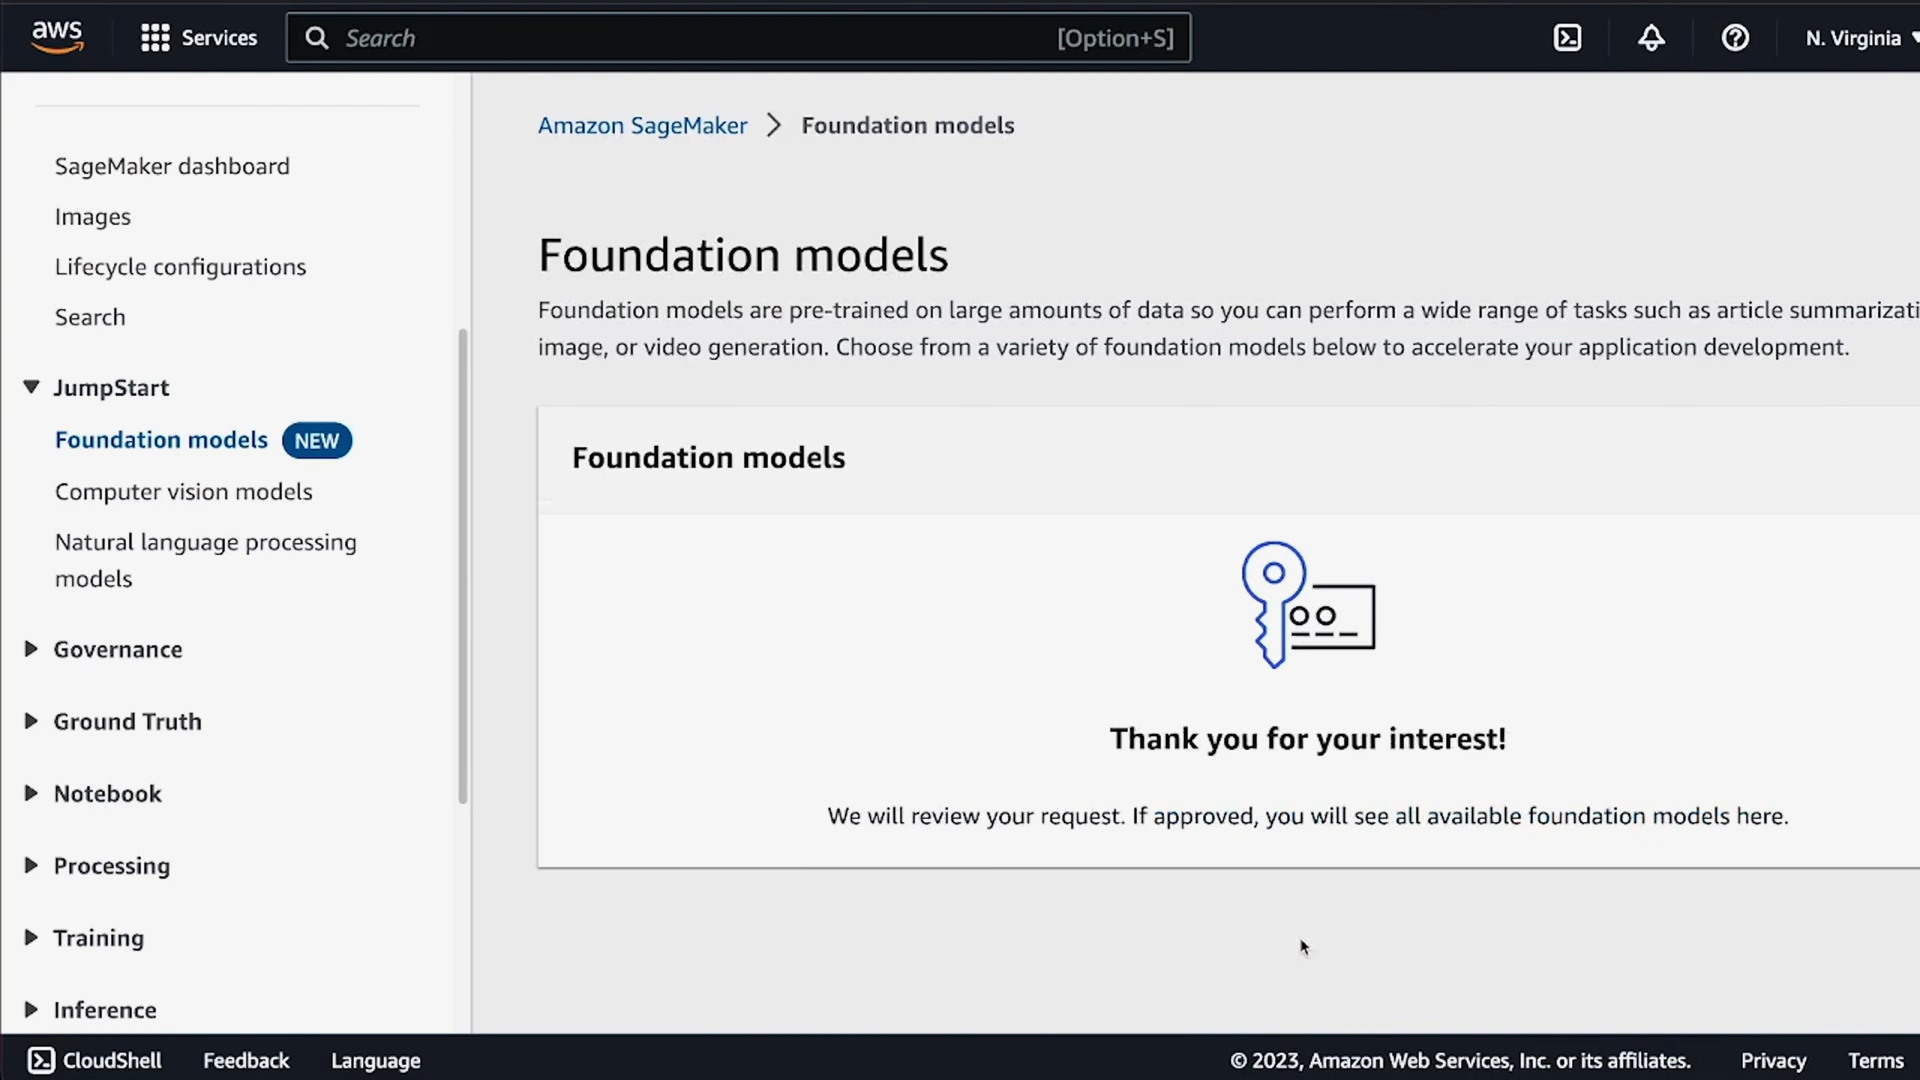 aws
Services
Search
[Option+S]
N. Virginia
SageMaker dashboard
Images
Lifecycle configurations
Search
JumpStart
Foundation models NEW
Computer vision models
Natural language processing
models
Governance
Ground Truth
Notebook
Processing
Training
Inference
Amazon SageMaker > Foundation models
Foundation models
Foundation models are pre-trained on large amounts of data so you can perform a wide range of tasks such as article summarizati
image, or video generation. Choose from a variety of foundation models below to accelerate your application development.
Foundation models
Thank you for your interest!
We will review your request. If approved, you will see all available foundation models here.
CloudShell
Feedback
Language
© 2023, Amazon Web Services, Inc. or its affiliates.
Privacy
Terms